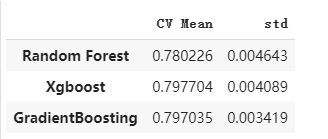 CV Mean std
Random Forest 0.780226 0.004643
Xgboost 0.797704 0.004089
GradientBoosting 0.797035 0.003419